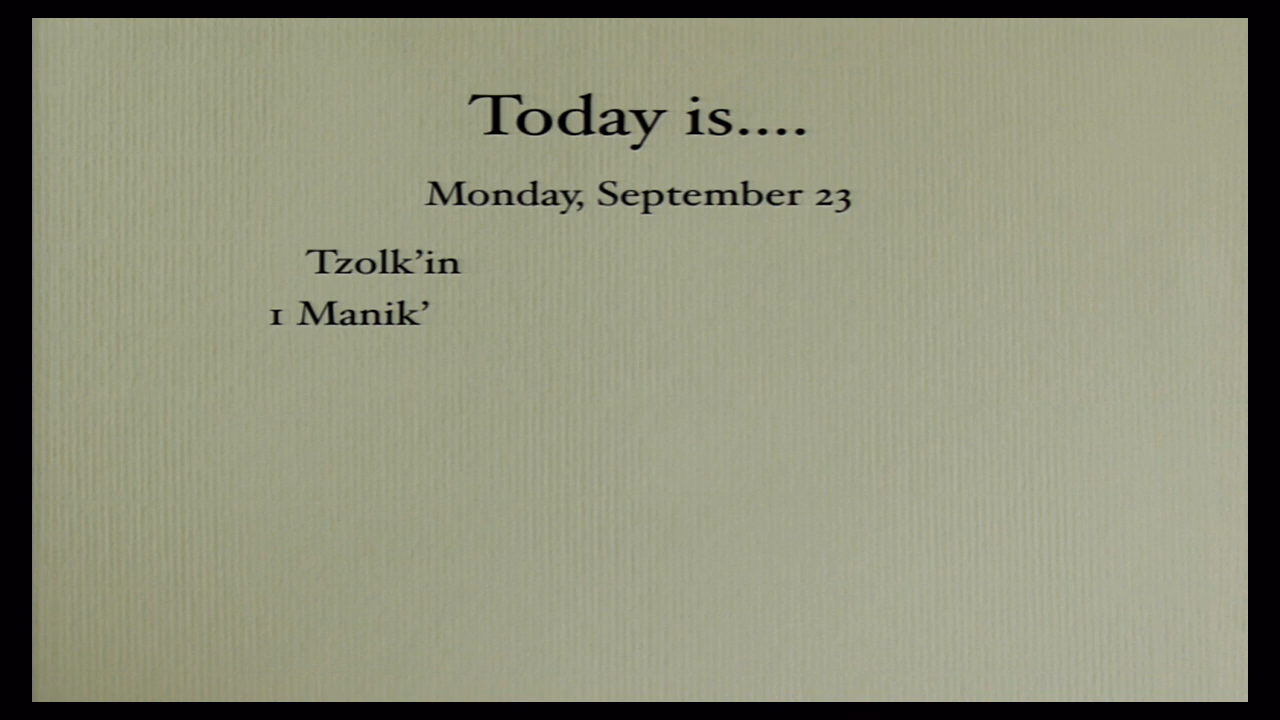 Today is....
Monday, September 23
Tzolk’in
1 Manik’